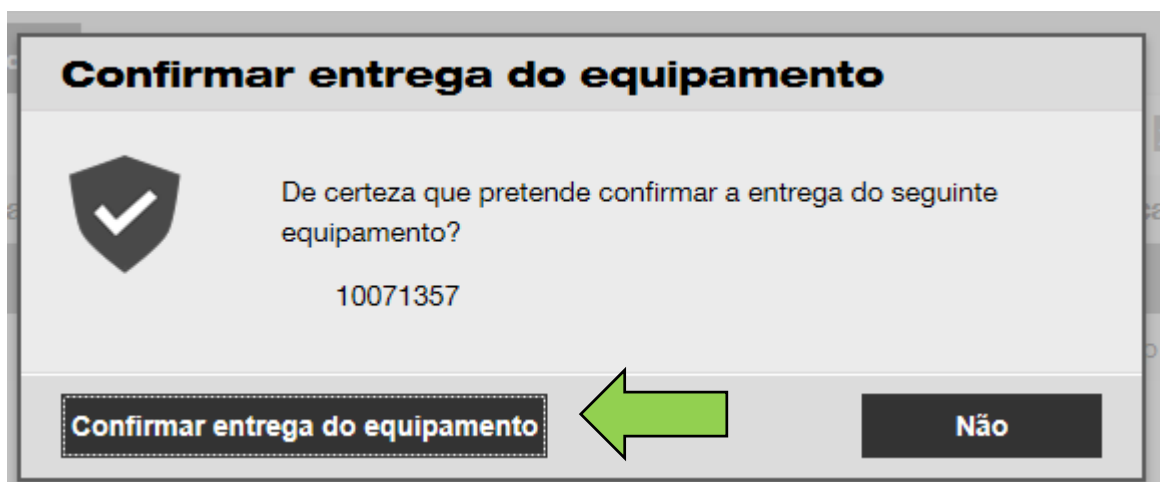 Confirmar entrega do equipamento
De certeza que pretende confirmar a entrega do seguinte
equipamento?
10071357
Confirmar entrega do equipamento
Não